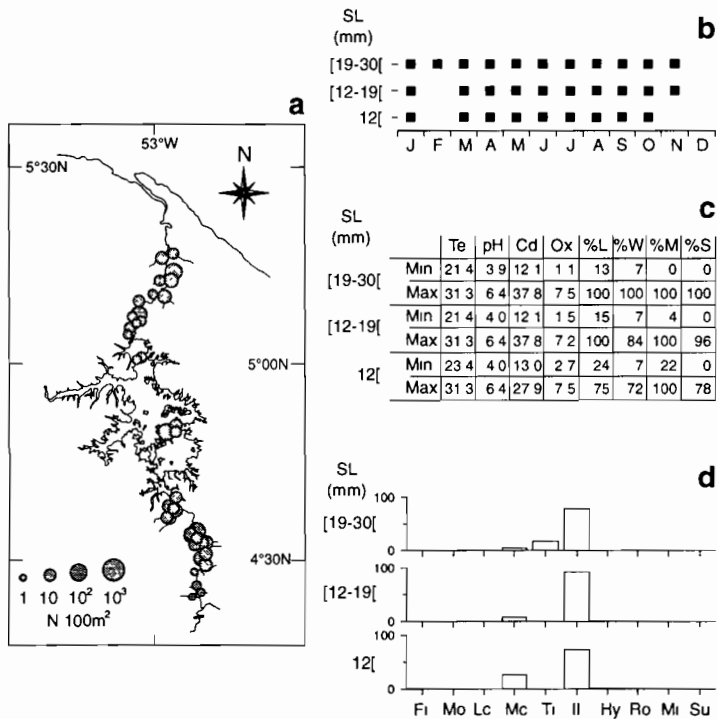 a
53°W
5°30N
N
5°00N
4°30N
1 10 10² 10³
N 100m²
b
SL
(mm)
[19-30[
[12-19[
12[
J F M A M J J A S O N D
c
SL
(mm)
Te pH Cd Ox %L %W %M %S
[19-30[
Min 21 4 3 9 12 1 1 1 13 7 0 0
Max 31 3 6 4 37 8 7 5 100 100 100 100
[12-19[
Min 21 4 4 0 12 1 1 5 15 7 4 0
Max 31 3 6 4 37 8 7 2 100 84 100 96
12[
Min 23 4 4 0 13 0 2 7 24 7 22 0
Max 31 3 6 4 27 9 7 5 75 72 100 78
d
SL
(mm)
[19-30[
100
0
[12-19[
100
0
12[
100
0
Fi Mo Lc Mc Ti Il Hy Ro Mi Su